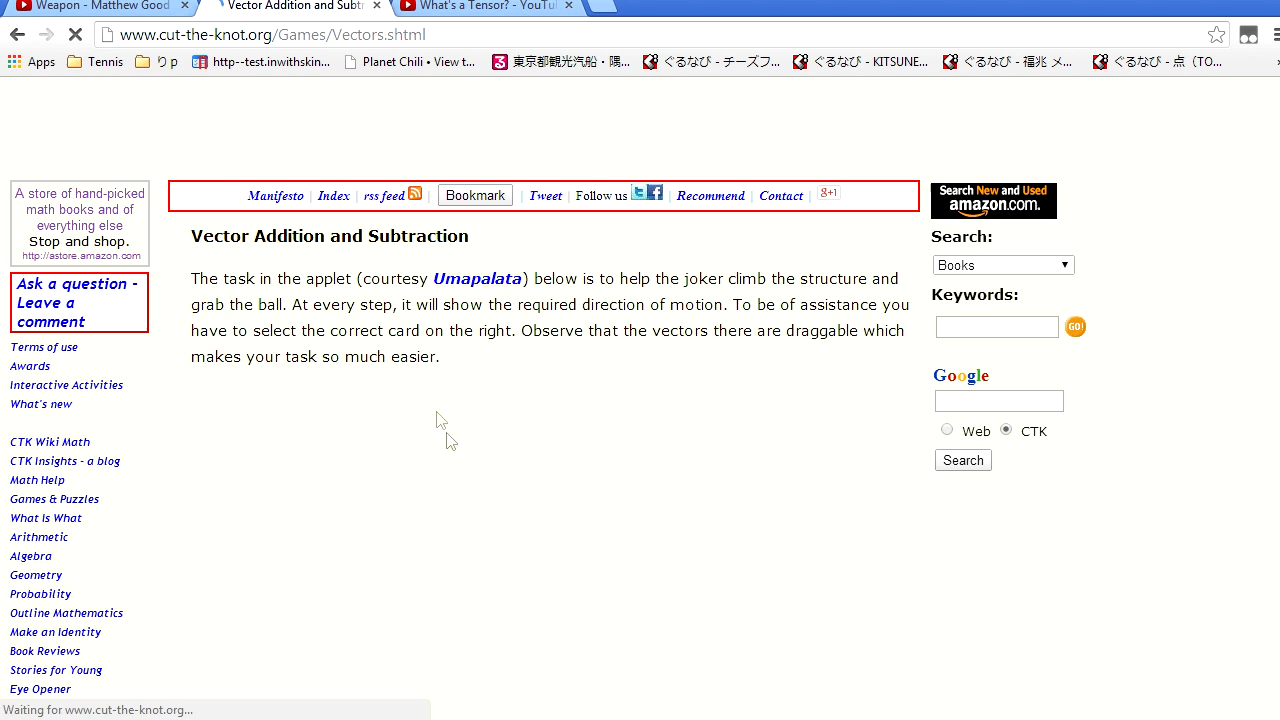 Weapon - Matthew Good
Vector Addition and Subtr
What's a Tensor? - YouTu
www.cut-the-knot.org/Games/Vectors.shtml
Apps Tennis りｐ http--test.inwithskin... Planet Chili • View t... 東京都観光汽船・隅... ぐるなび - チーズフ... ぐるなび - KITSUNE... ぐるなび - 福兆 メ... ぐるなび - 点（TO...
A store of hand-picked
math books and of
everything else
Stop and shop.
http://astore.amazon.com
Ask a question -
Leave a
comment
Terms of use
Awards
Interactive Activities
What's new
CTK Wiki Math
CTK Insights - a blog
Math Help
Games & Puzzles
What Is What
Arithmetic
Algebra
Geometry
Probability
Outline Mathematics
Make an Identity
Book Reviews
Stories for Young
Eye Opener
Manifesto | Index | rss feed | Bookmark | Tweet | Follow us | Recommend | Contact | g+1
Vector Addition and Subtraction
The task in the applet (courtesy Umapalata) below is to help the joker climb the structure and
grab the ball. At every step, it will show the required direction of motion. To be of assistance you
have to select the correct card on the right. Observe that the vectors there are draggable which
makes your task so much easier.
Search New and Used
amazon.com.
Search:
Books
Keywords:
GO!
Google
Web CTK
Search
Waiting for www.cut-the-knot.org...